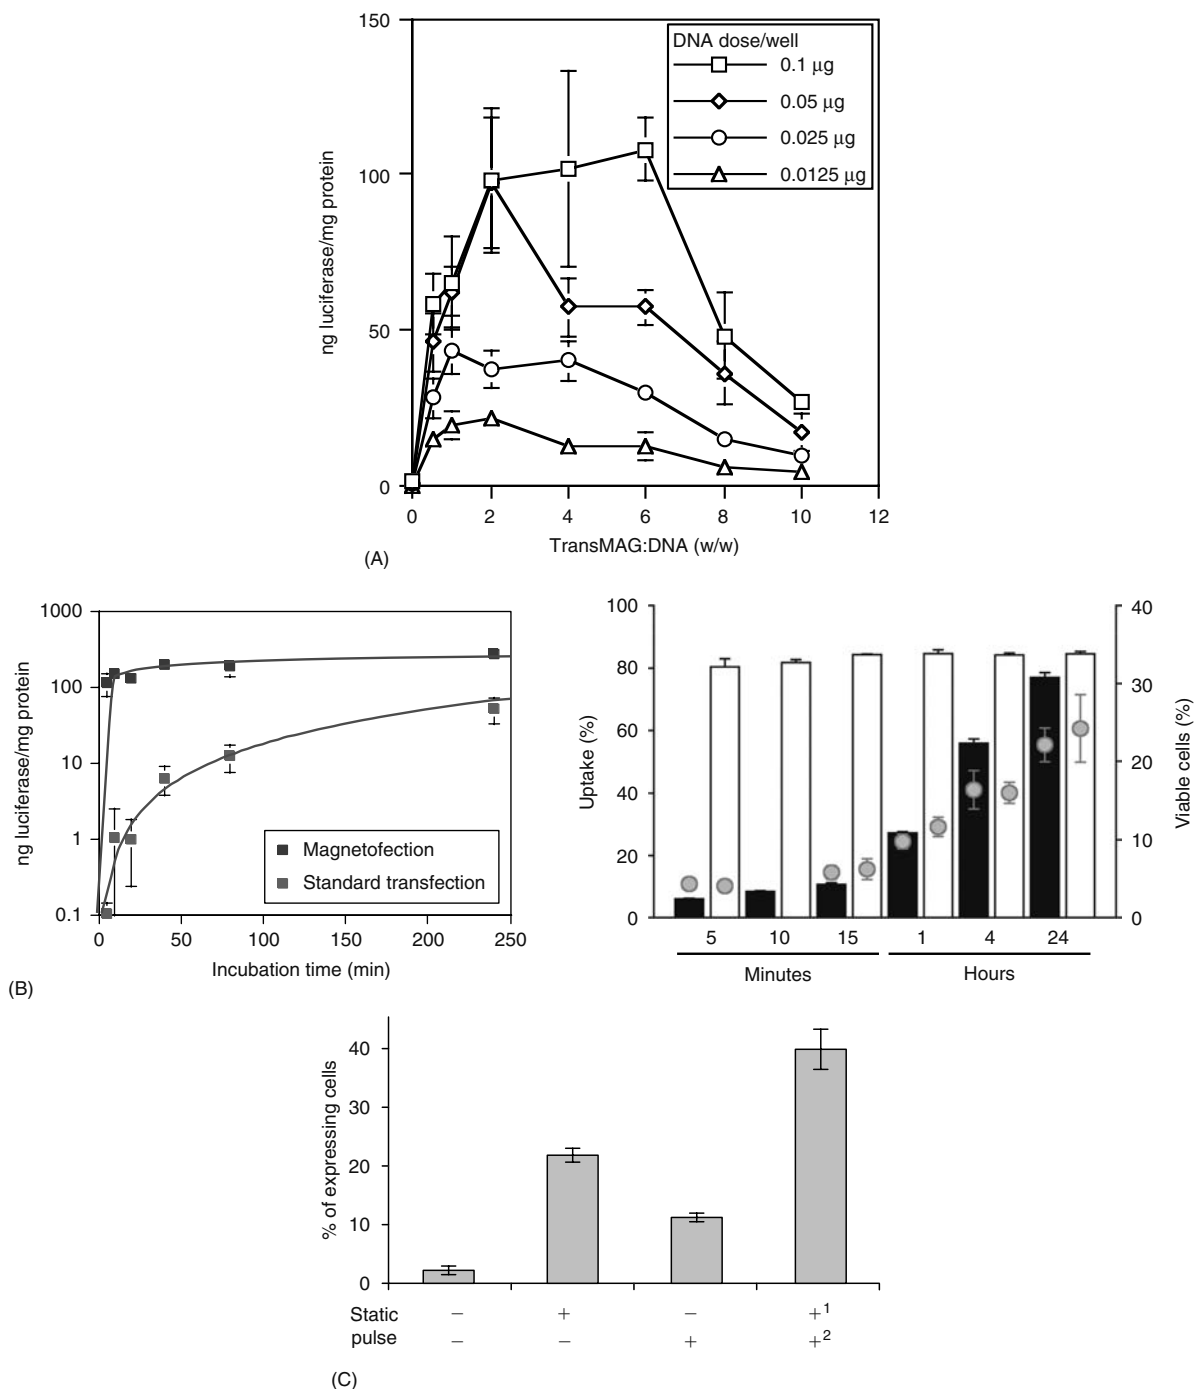 150
100
50
0
ng luciferase/mg protein
DNA dose/well
0.1 μg
0.05 μg
0.025 μg
0.0125 μg
0 2 4 6 8 10 12
TransMAG:DNA (w/w)
(A)
1000
100
10
1
0.1
ng luciferase/mg protein
Magnetofection
Standard transfection
0 50 100 150 200 250
Incubation time (min)
(B)
100
80
60
40
20
0
Uptake (%)
40
30
20
10
0
Viable cells (%)
5 10 15 1 4 24
Minutes Hours
40
30
20
10
0
% of expressing cells
Static − + − +¹
pulse − − + +²
(C)